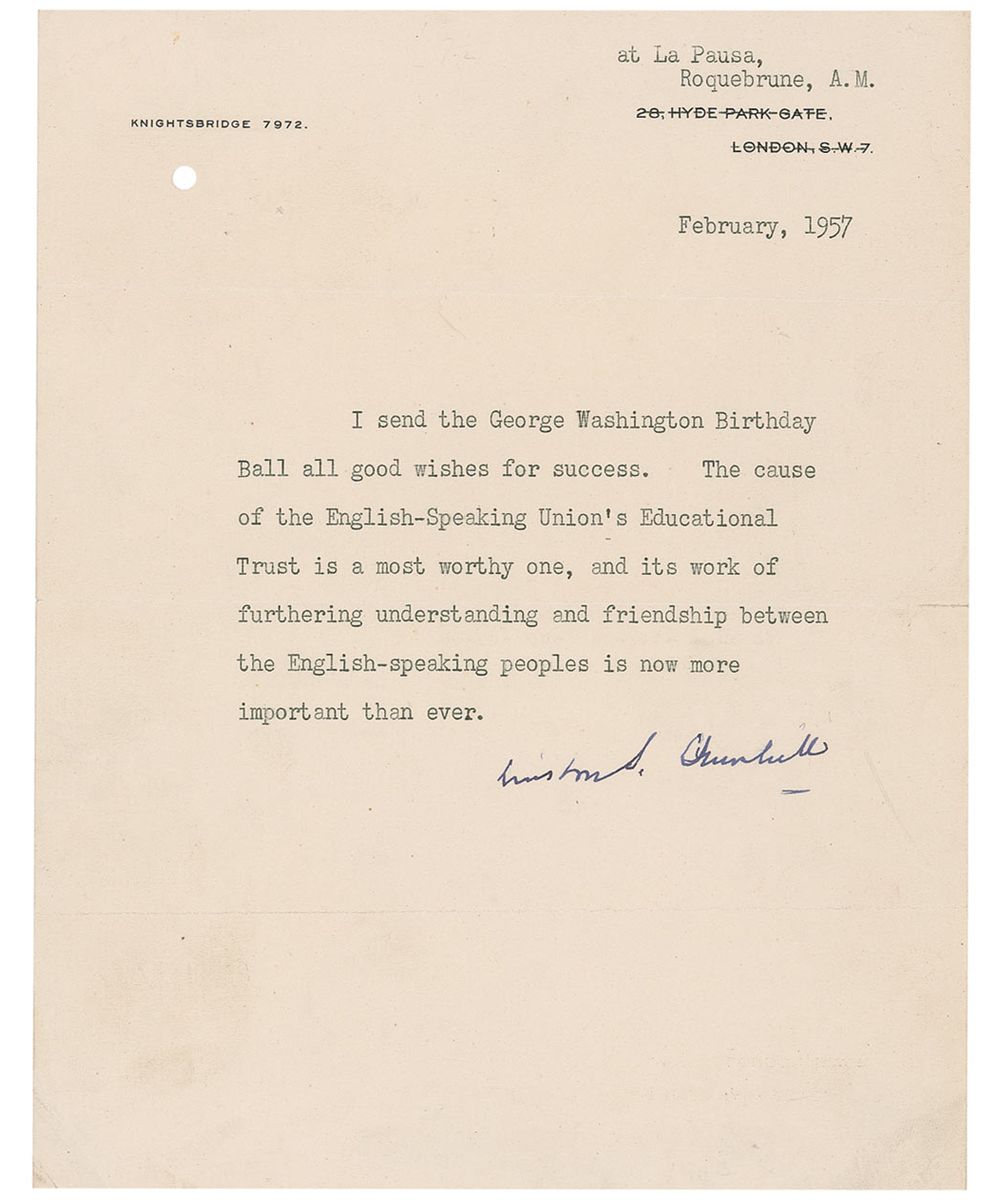 at La Pausa,
Roquebrune, A.M.
KNIGHTSBRIDGE 7972.
28, HYDE PARK GATE,
LONDON, S.W.7.
February, 1957
I send the George Washington Birthday
Ball all good wishes for success. The cause
of the English-Speaking Union's Educational
Trust is a most worthy one, and its work of
furthering understanding and friendship between
the English-speaking peoples is now more
important than ever.
Winston S. Churchill